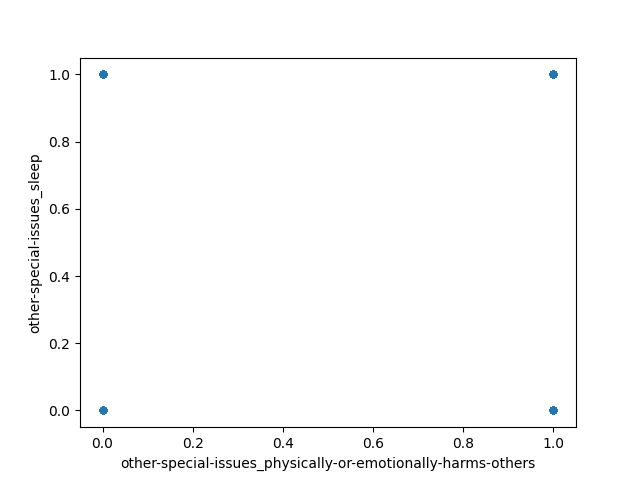 1.0
0.8
0.6
0.4
0.2
0.0
other-special-issues_sleep
0.0 0.2 0.4 0.6 0.8 1.0
other-special-issues_physically-or-emotionally-harms-others